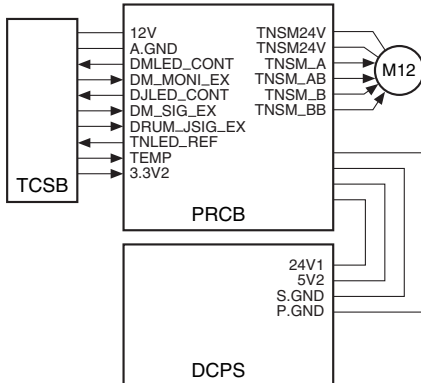 12V
A.GND
DMLED_CONT
DM_MONI_EX
DJLED_CONT
DM_SIG_EX
DRUM_JSIG_EX
TNLED_REF
TEMP
3.3V2
TCSB
TNSM24V
TNSM24V
TNSM_A
TNSM_AB
TNSM_B
TNSM_BB
M12
PRCB
24V1
5V2
S.GND
P.GND
DCPS